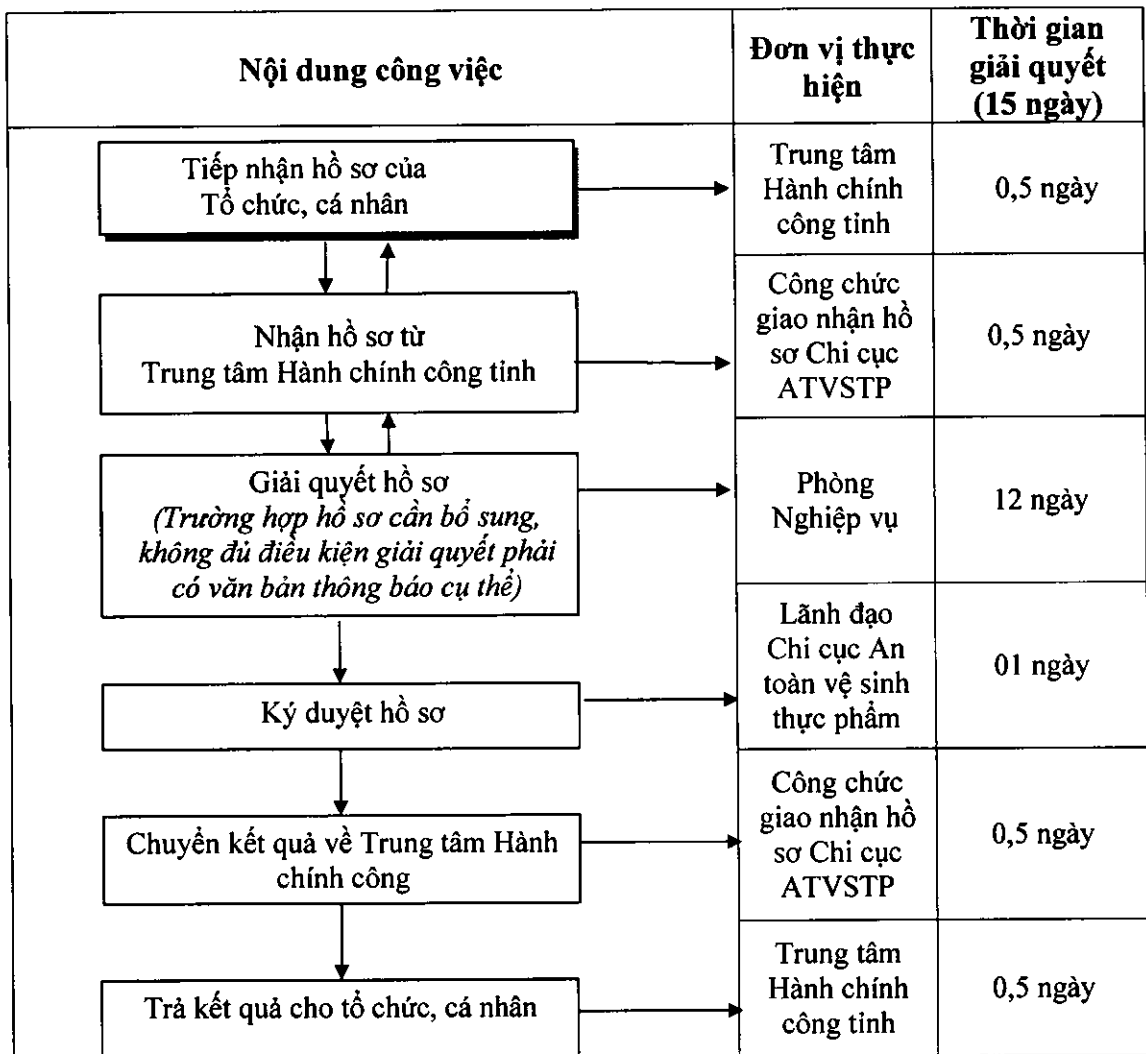 Nội dung công việc
Đơn vị thực
hiện
Thời gian
giải quyết
(15 ngày)
Tiếp nhận hồ sơ của
Tổ chức, cá nhân
Trung tâm
Hành chính
công tỉnh
0,5 ngày
Nhận hồ sơ từ
Trung tâm Hành chính công tỉnh
Công chức
giao nhận hồ
sơ Chi cục
ATVSTP
0,5 ngày
Giải quyết hồ sơ
(Trường hợp hồ sơ cần bổ sung,
không đủ điều kiện giải quyết phải
có văn bản thông báo cụ thể)
Phòng
Nghiệp vụ
12 ngày
Ký duyệt hồ sơ
Lãnh đạo
Chi cục An
toàn vệ sinh
thực phẩm
01 ngày
Chuyển kết quả về Trung tâm Hành
chính công
Công chức
giao nhận hồ
sơ Chi cục
ATVSTP
0,5 ngày
Trả kết quả cho tổ chức, cá nhân
Trung tâm
Hành chính
công tỉnh
0,5 ngày